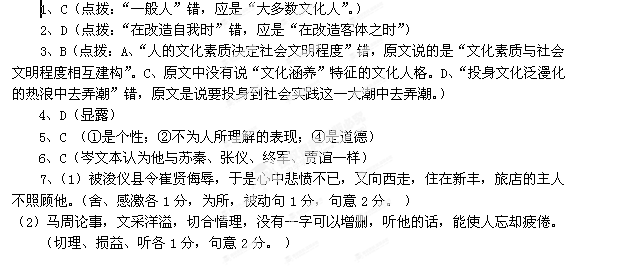 1、C（点拨：“一般人”错，应是“大多数文化人”。）
2、D（点拨：“在改造自我时”错，应是“在改造客体之时”）
3、B（点拨：A、“人的文化素质决定社会文明程度”错，原文说的是“文化素质与社会
文明程度相互建构”。C、原文中没有说“文化涵养”特征的文化人格。D、“投身文化泛漫化
的热浪中去弄潮”错，原文是说要投身到社会实践这一大潮中去弄潮。）
4、D（显露）
5、C （①是个性；②不为人所理解的表现；④是道德）
6、C（岑文本认为他与苏秦、张仪、终军、贾谊一样）
7、（1）被浚仪县令崔贤侮辱，于是心中悲愤不已，又向西走，住在新丰，旅店的主人
不照顾他。（舍、感激各1分，为所，被动句1分，句意2分。 ）
（2）马周论事，文采洋溢，切合情理，没有一字可以增删，听他的话，能使人忘却疲倦。
（切理、损益、听各1分，句意2分。 ）